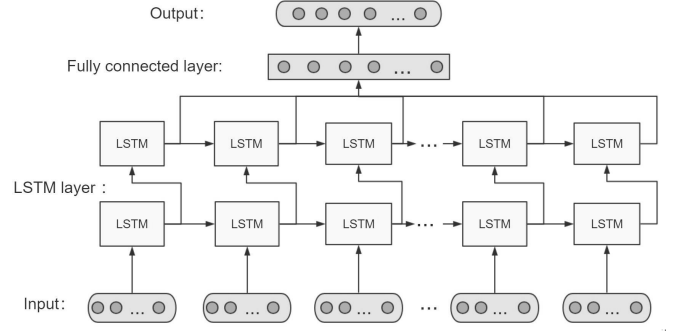 Output:
...
Fully connected layer:
...
LSTM LSTM LSTM ... LSTM LSTM
LSTM layer :
LSTM LSTM LSTM ... LSTM LSTM
Input:
... ... ... ... ... ...